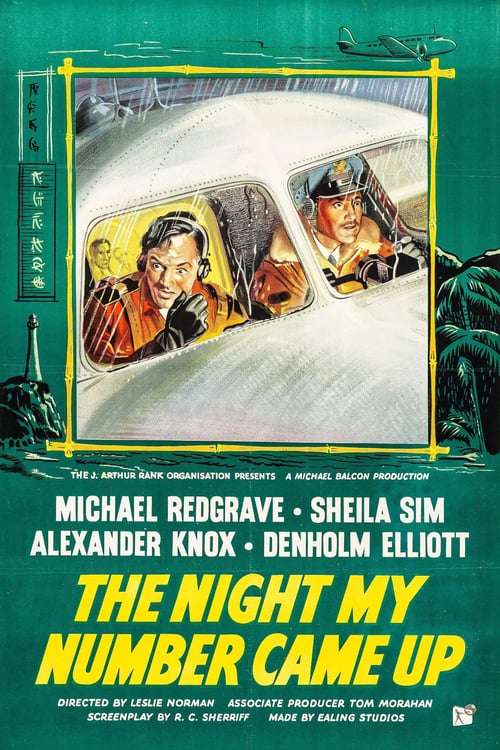 THE J. ARTHUR RANK ORGANISATION PRESENTS A MICHAEL BALCON PRODUCTION
MICHAEL REDGRAVE • SHEILA SIM
ALEXANDER KNOX • DENHOLM ELLIOTT
THE NIGHT MY
NUMBER CAME UP
DIRECTED BY LESLIE NORMAN ASSOCIATE PRODUCER TOM MORAHAN
SCREENPLAY BY R. C. SHERRIFF MADE BY EALING STUDIOS